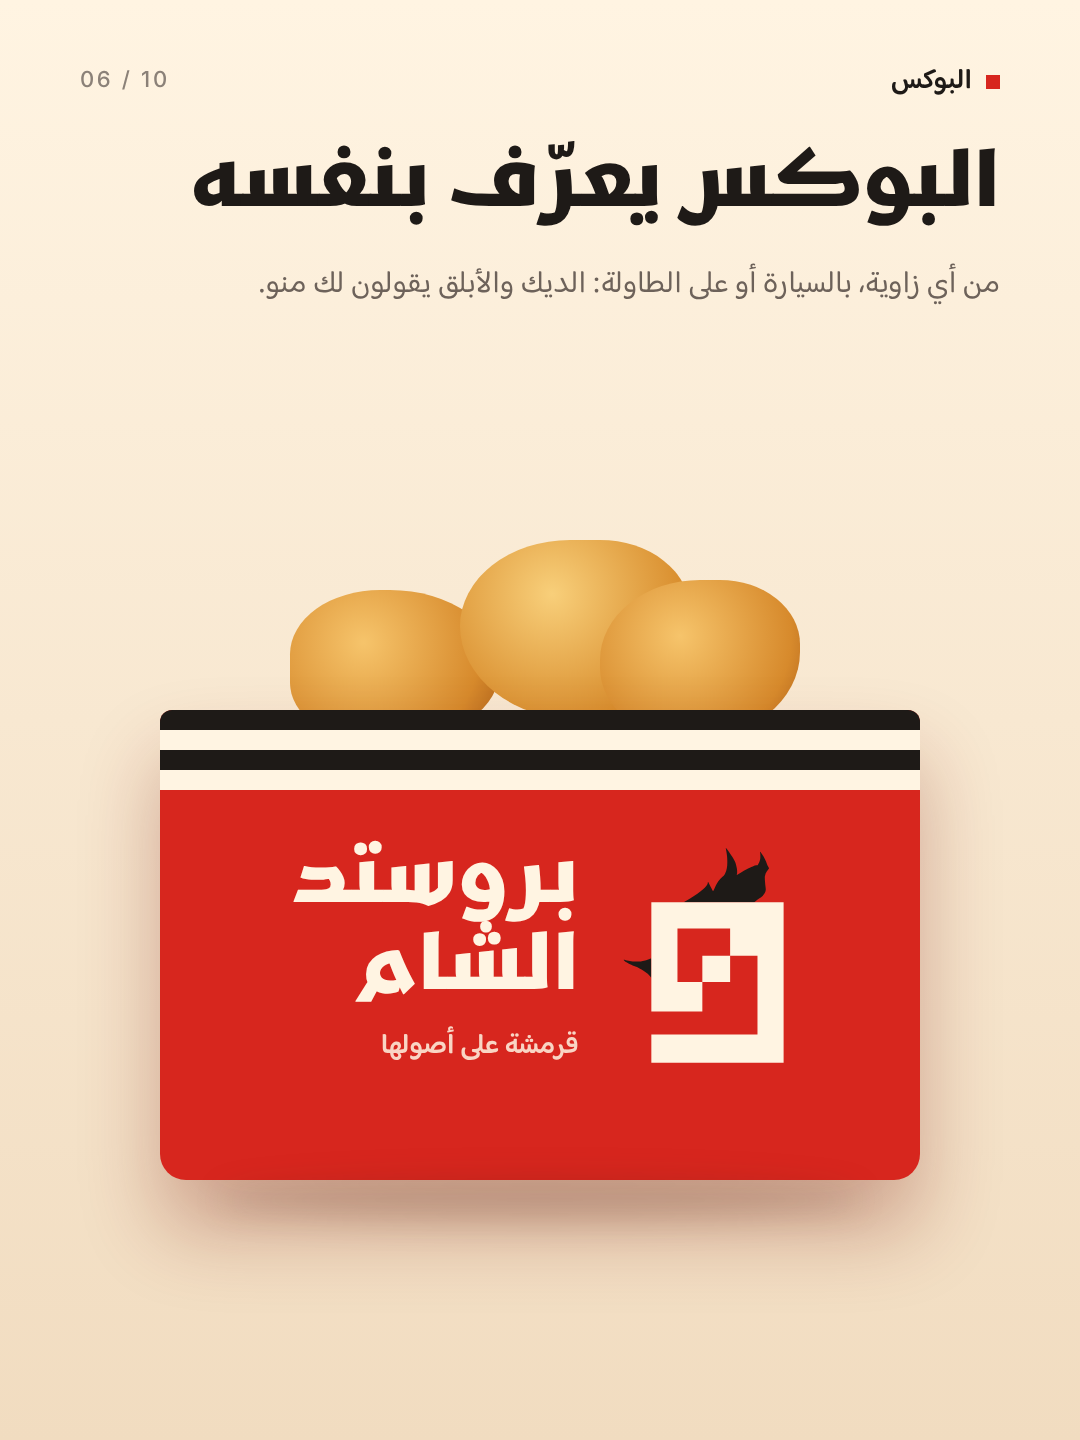 البوكس
06 / 10
البوكس يعرّف بنفسه
من أي زاوية، بالسيارة أو على الطاولة: الديك والأبلق يقولون لك منو.
بروستد
الشام
قرمشة على أصولها